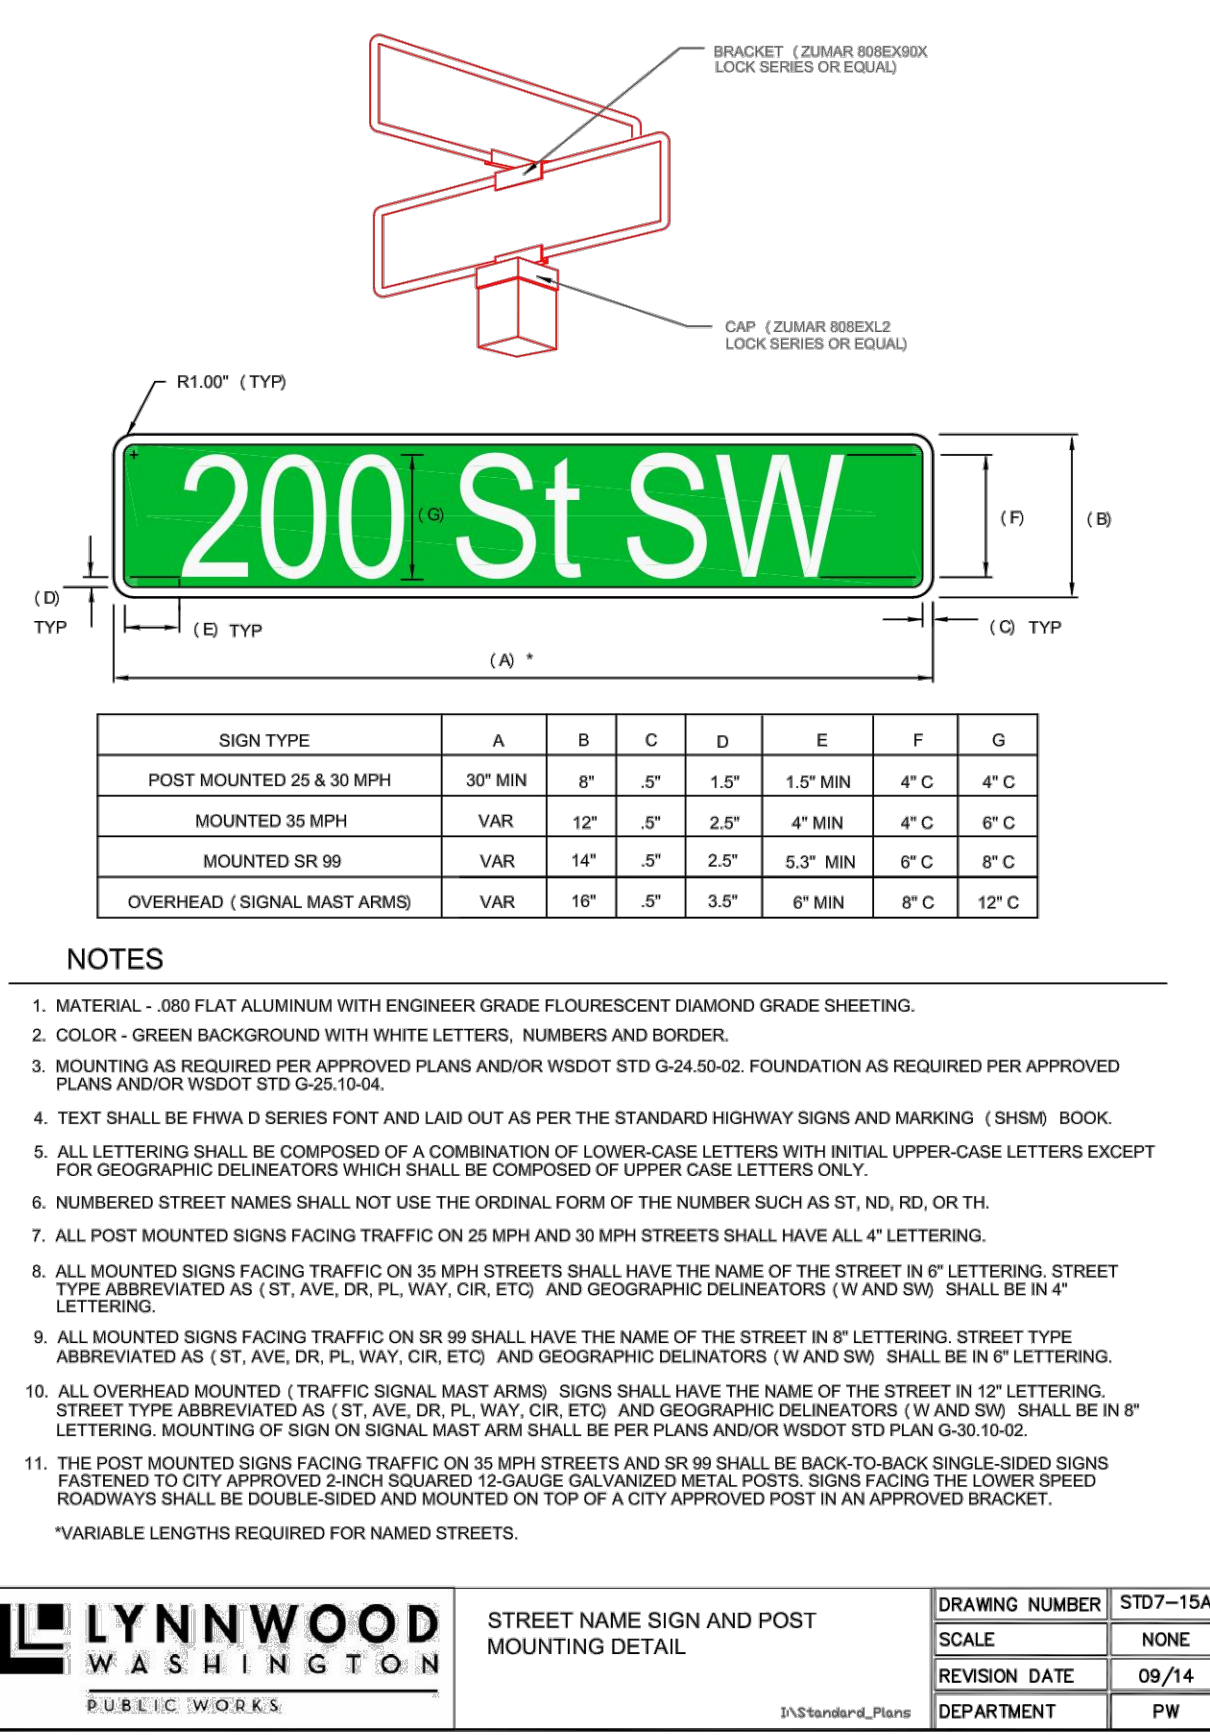 BRACKET (ZUMAR 808EX90X
LOCK SERIES OR EQUAL)
CAP (ZUMAR 808EXL2
LOCK SERIES OR EQUAL)
R1.00" (TYP)
200 St SW
(G)
(F)
(B)
(D)
TYP
(E) TYP
(C) TYP
(A) *
SIGN TYPE A B C D E F G
POST MOUNTED 25 & 30 MPH 30" MIN 8" .5" 1.5" 1.5" MIN 4" C 4" C
MOUNTED 35 MPH VAR 12" .5" 2.5" 4" MIN 4" C 6" C
MOUNTED SR 99 VAR 14" .5" 2.5" 5.3" MIN 6" C 8" C
OVERHEAD (SIGNAL MAST ARMS) VAR 16" .5" 3.5" 6" MIN 8" C 12" C
NOTES
1. MATERIAL - .080 FLAT ALUMINUM WITH ENGINEER GRADE FLOURESCENT DIAMOND GRADE SHEETING.
2. COLOR - GREEN BACKGROUND WITH WHITE LETTERS, NUMBERS AND BORDER.
3. MOUNTING AS REQUIRED PER APPROVED PLANS AND/OR WSDOT STD G-24.50-02. FOUNDATION AS REQUIRED PER APPROVED
PLANS AND/OR WSDOT STD G-25.10-04.
4. TEXT SHALL BE FHWA D SERIES FONT AND LAID OUT AS PER THE STANDARD HIGHWAY SIGNS AND MARKING (SHSM) BOOK.
5. ALL LETTERING SHALL BE COMPOSED OF A COMBINATION OF LOWER-CASE LETTERS WITH INITIAL UPPER-CASE LETTERS EXCEPT
FOR GEOGRAPHIC DELINEATORS WHICH SHALL BE COMPOSED OF UPPER CASE LETTERS ONLY.
6. NUMBERED STREET NAMES SHALL NOT USE THE ORDINAL FORM OF THE NUMBER SUCH AS ST, ND, RD, OR TH.
7. ALL POST MOUNTED SIGNS FACING TRAFFIC ON 25 MPH AND 30 MPH STREETS SHALL HAVE ALL 4" LETTERING.
8. ALL MOUNTED SIGNS FACING TRAFFIC ON 35 MPH STREETS SHALL HAVE THE NAME OF THE STREET IN 6" LETTERING. STREET
TYPE ABBREVIATED AS (ST, AVE, DR, PL, WAY, CIR, ETC) AND GEOGRAPHIC DELINEATORS (W AND SW) SHALL BE IN 4"
LETTERING.
9. ALL MOUNTED SIGNS FACING TRAFFIC ON SR 99 SHALL HAVE THE NAME OF THE STREET IN 8" LETTERING. STREET TYPE
ABBREVIATED AS (ST, AVE, DR, PL, WAY, CIR, ETC) AND GEOGRAPHIC DELINATORS (W AND SW) SHALL BE IN 6" LETTERING.
10. ALL OVERHEAD MOUNTED (TRAFFIC SIGNAL MAST ARMS) SIGNS SHALL HAVE THE NAME OF THE STREET IN 12" LETTERING.
STREET TYPE ABBREVIATED AS (ST, AVE, DR, PL, WAY, CIR, ETC) AND GEOGRAPHIC DELINEATORS (W AND SW) SHALL BE IN 8"
LETTERING. MOUNTING OF SIGN ON SIGNAL MAST ARM SHALL BE PER PLANS AND/OR WSDOT STD PLAN G-30.10-02.
11. THE POST MOUNTED SIGNS FACING TRAFFIC ON 35 MPH STREETS AND SR 99 SHALL BE BACK-TO-BACK SINGLE-SIDED SIGNS
FASTENED TO CITY APPROVED 2-INCH SQUARED 12-GAUGE GALVANIZED METAL POSTS. SIGNS FACING THE LOWER SPEED
ROADWAYS SHALL BE DOUBLE-SIDED AND MOUNTED ON TOP OF A CITY APPROVED POST IN AN APPROVED BRACKET.
*VARIABLE LENGTHS REQUIRED FOR NAMED STREETS.
LYNNWOOD
WASHINGTON
PUBLIC WORKS
STREET NAME SIGN AND POST
MOUNTING DETAIL
I:\Standard_Plans
DRAWING NUMBER STD7-15A
SCALE NONE
REVISION DATE 09/14
DEPARTMENT PW